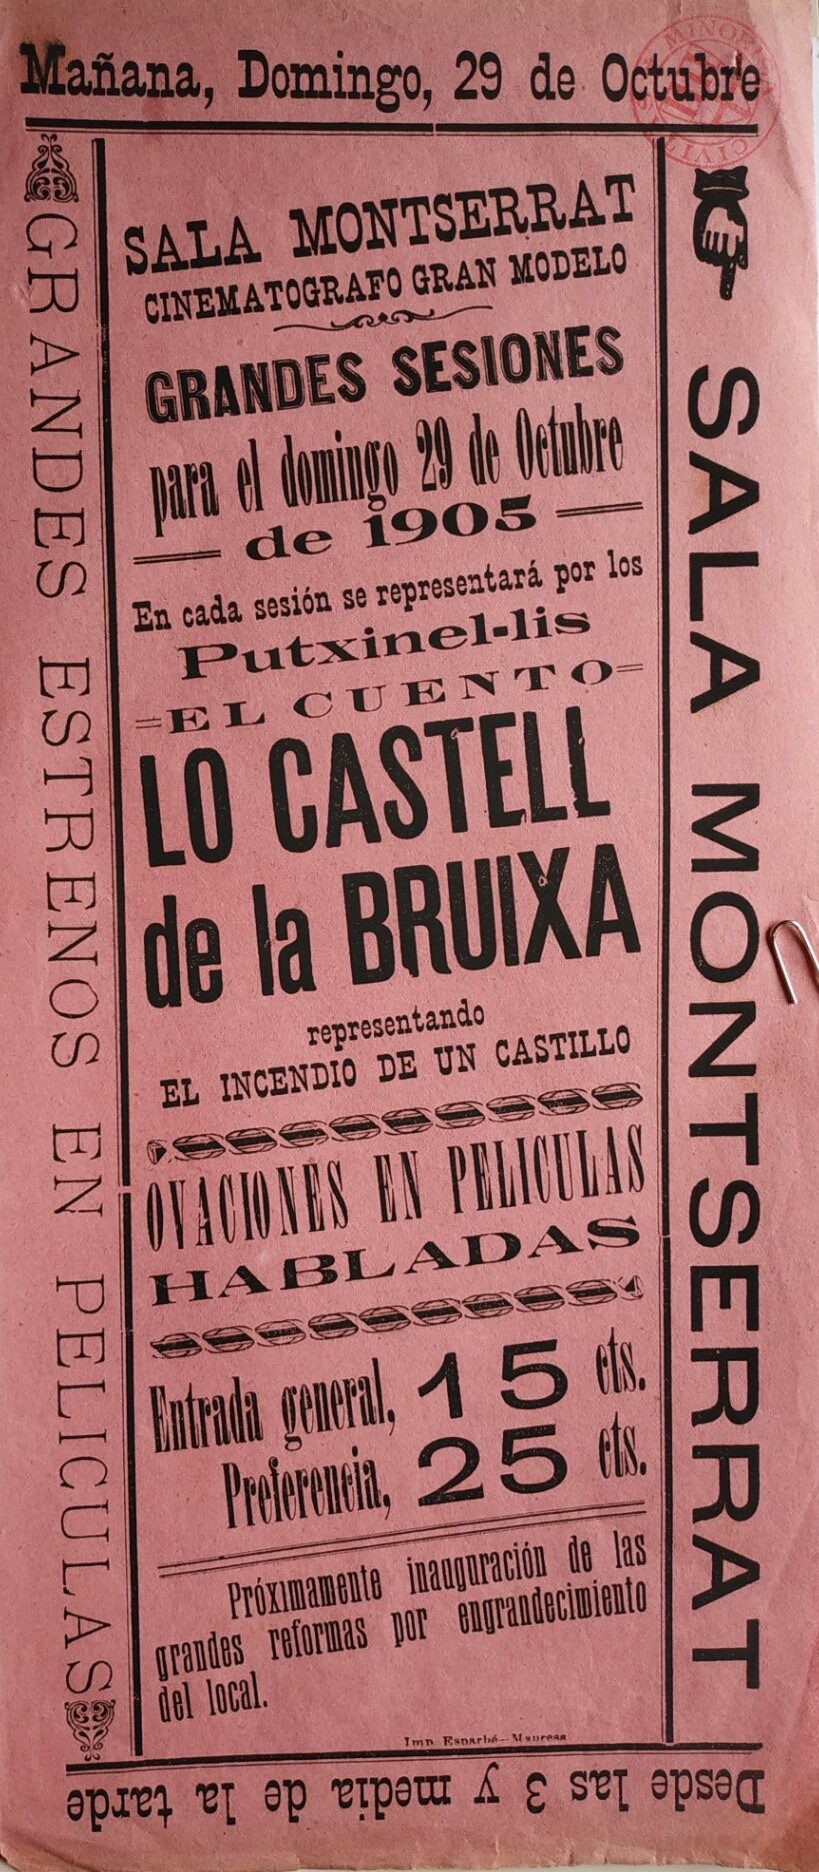 Mañana, Domingo, 29 de Octubre
GRANDES ESTRENOS EN PELICULAS
SALA MONTSERRAT
CINEMATOGRAFO GRAN MODELO
GRANDES SESIONES
para el domingo 29 de Octubre
de 1905
En cada sesión se representará por los
Putxinel-lis
=EL CUENTO=
LO CASTELL
de la BRUIXA
representando
EL INCENDIO DE UN CASTILLO
OVACIONES EN PELICULAS
HABLADAS
Entrada general, 15 cts.
Preferencia, 25 cts.
Próximamente inauguración de las
grandes reformas por engrandecimiento
del local.
Imp. Esparbé—Manresa
SALA MONTSERRAT
Desde las 3 y media de la tarde